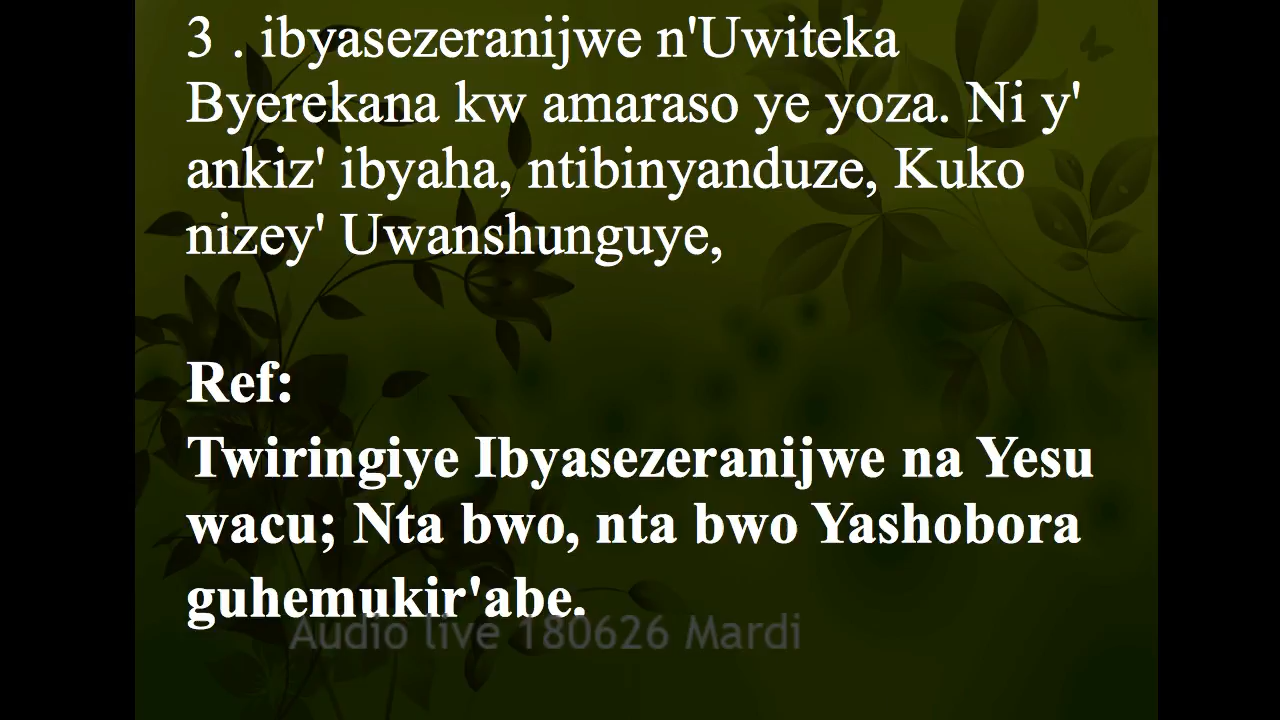 3 . ibyasezeranijwe n'Uwiteka
Byerekana kw amaraso ye yoza. Ni y'
ankiz' ibyaha, ntibinyanduze, Kuko
nizey' Uwanshunguye,
Ref:
Twiringiye Ibyasezeranijwe na Yesu
wacu; Nta bwo, nta bwo Yashobora
guhemukir'abe.
Audio live 180626 Mardi